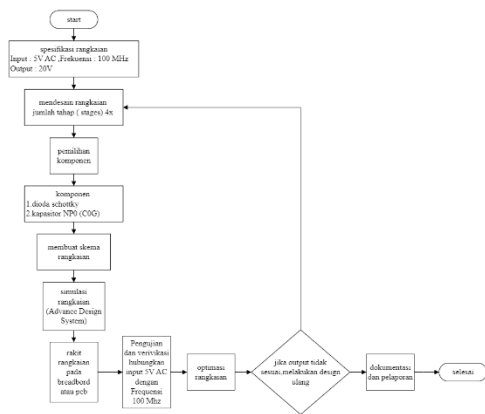 start
spesifikasi rangkaian
Input : 5V AC ,Frekuensi : 100 MHz
Output : 20V
mendesain rangkaian
jumlah tahap ( stages) 4x
pemilihan
komponen
komponen
1.dioda schottky
2.kapasitor NP0 (C0G)
membuat skema
rangkaian
simulasi
rangkaian
(Advance Design
System)
rakit
rangkaian
pada
breadbord
atau pcb
Pengujian
dan verivikasi
hubungkan
input 5V AC
dengan
Frekuensi
100 Mhz
optimasi
rangkaian
jika output tidak
sesuai,melakukan design
ulang
dokumentasi
dan pelaporan
selesai